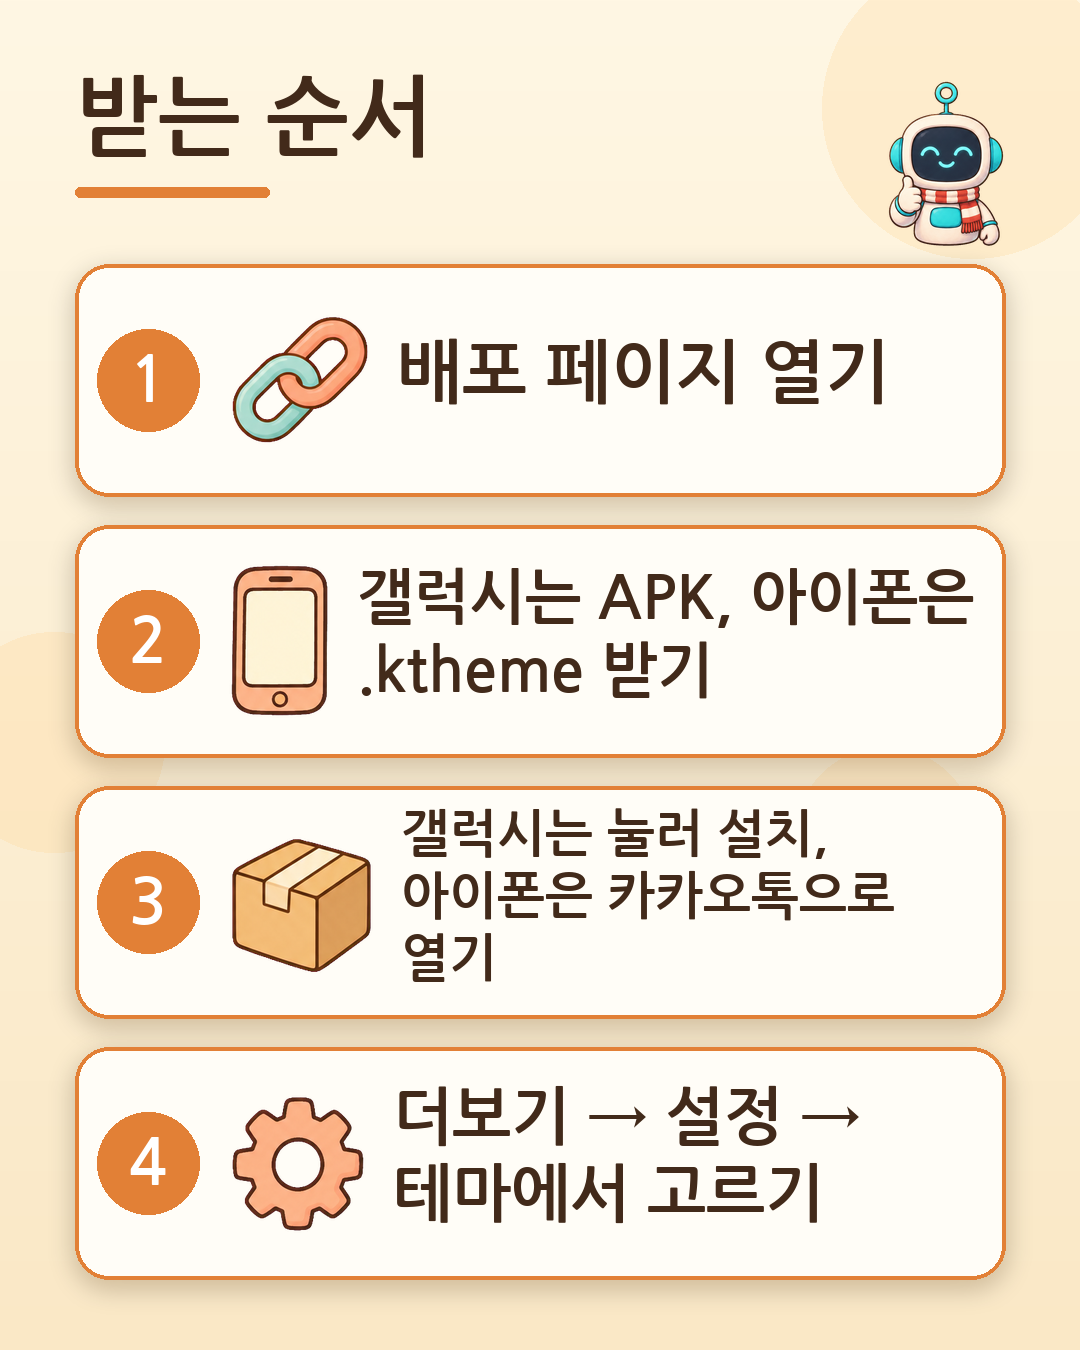 받는 순서
1
배포 페이지 열기
2
갤럭시는 APK, 아이폰은
.ktheme 받기
3
갤럭시는 눌러 설치,
아이폰은 카카오톡으로
열기
4
더보기 → 설정 →
테마에서 고르기